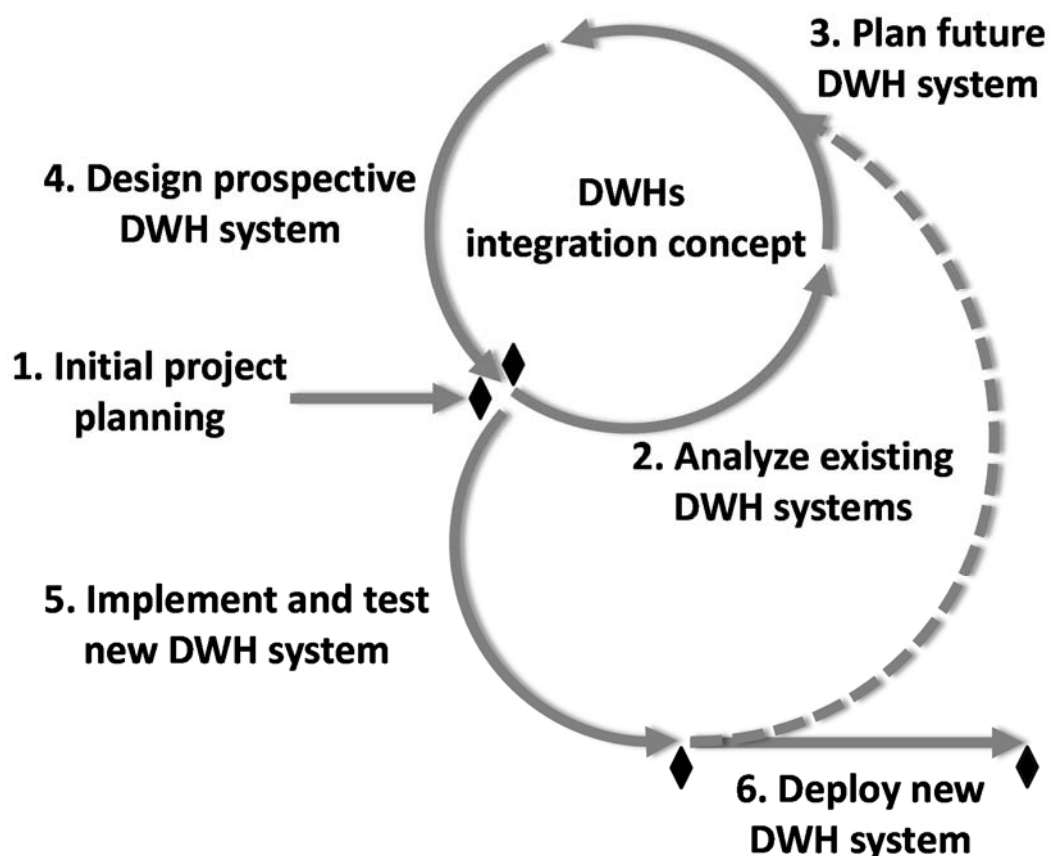 3. Plan future
DWH system
4. Design prospective
DWH system
DWHs
integration concept
1. Initial project
planning
2. Analyze existing
DWH systems
5. Implement and test
new DWH system
6. Deploy new
DWH system